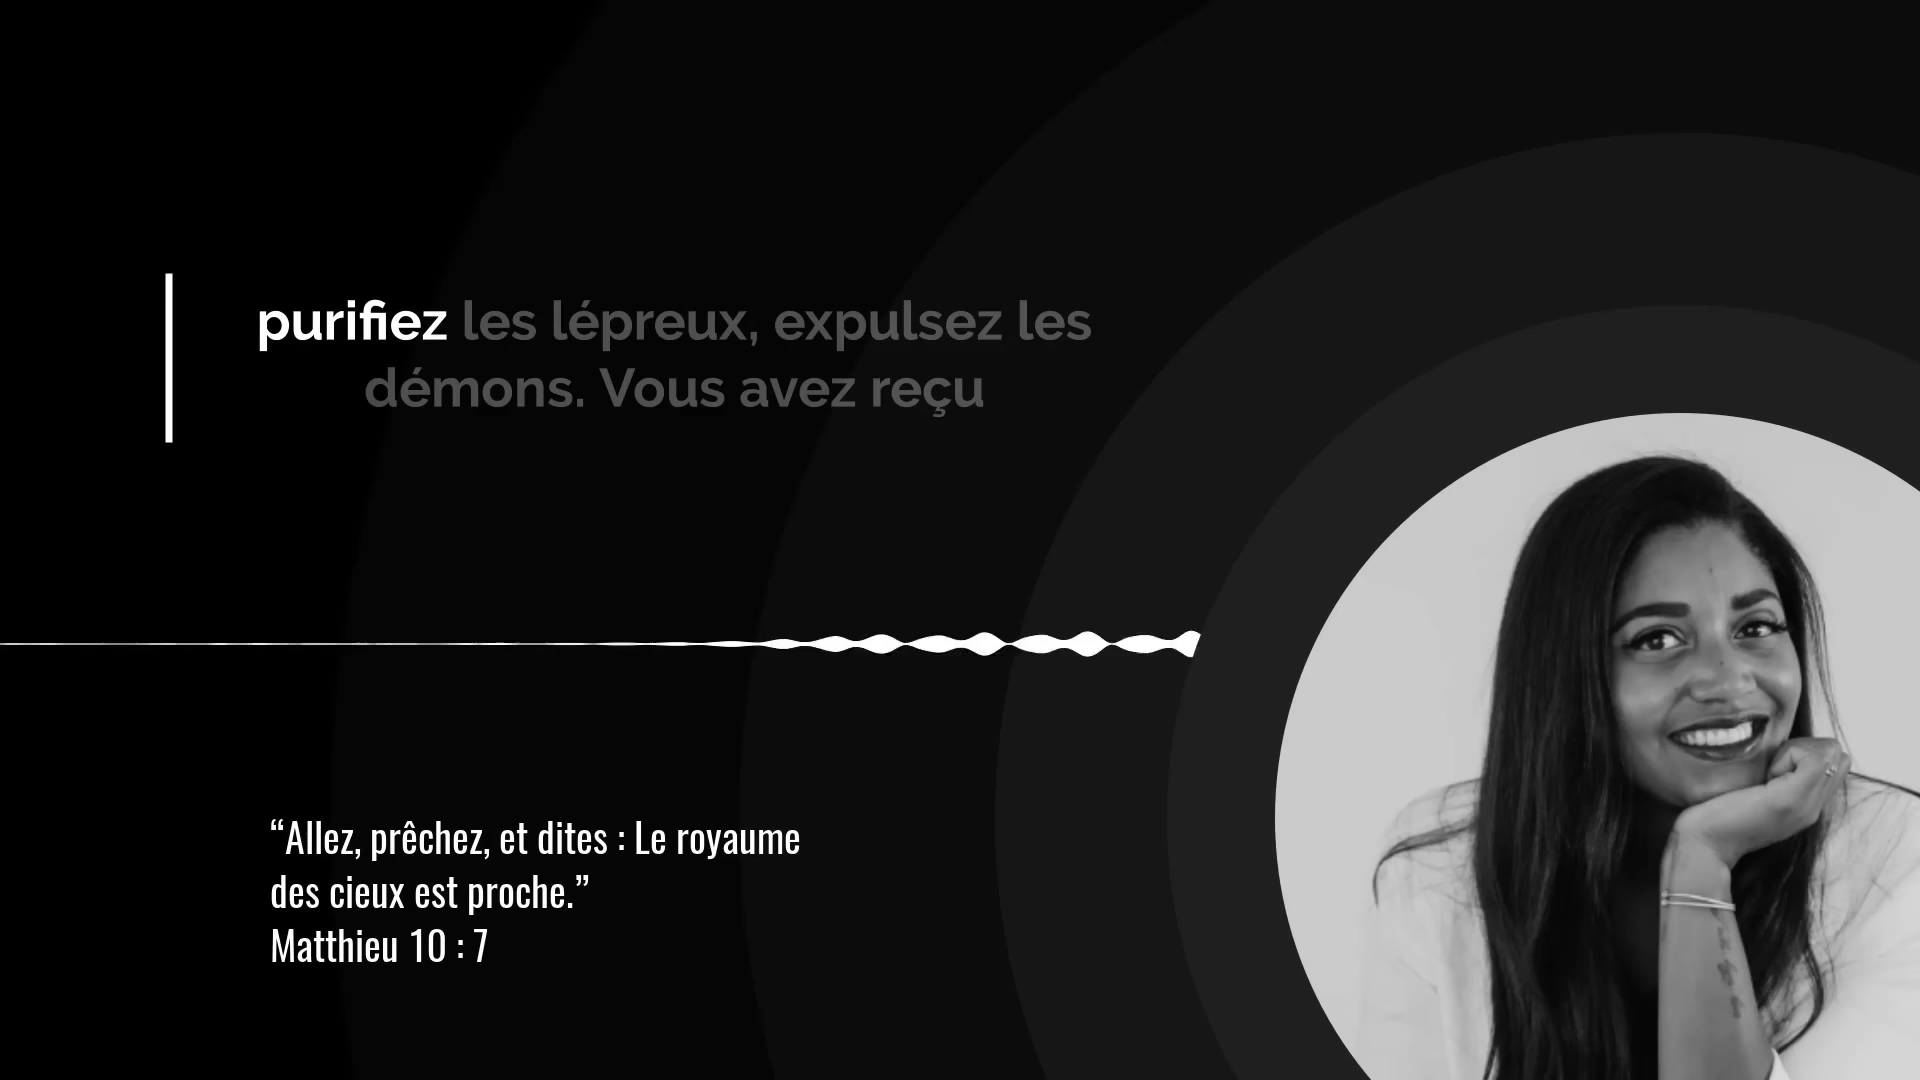 purifiez les lépreux, expulsez les
démons. Vous avez reçu
“Allez, prêchez, et dites : Le royaume
des cieux est proche.”
Matthieu 10 : 7